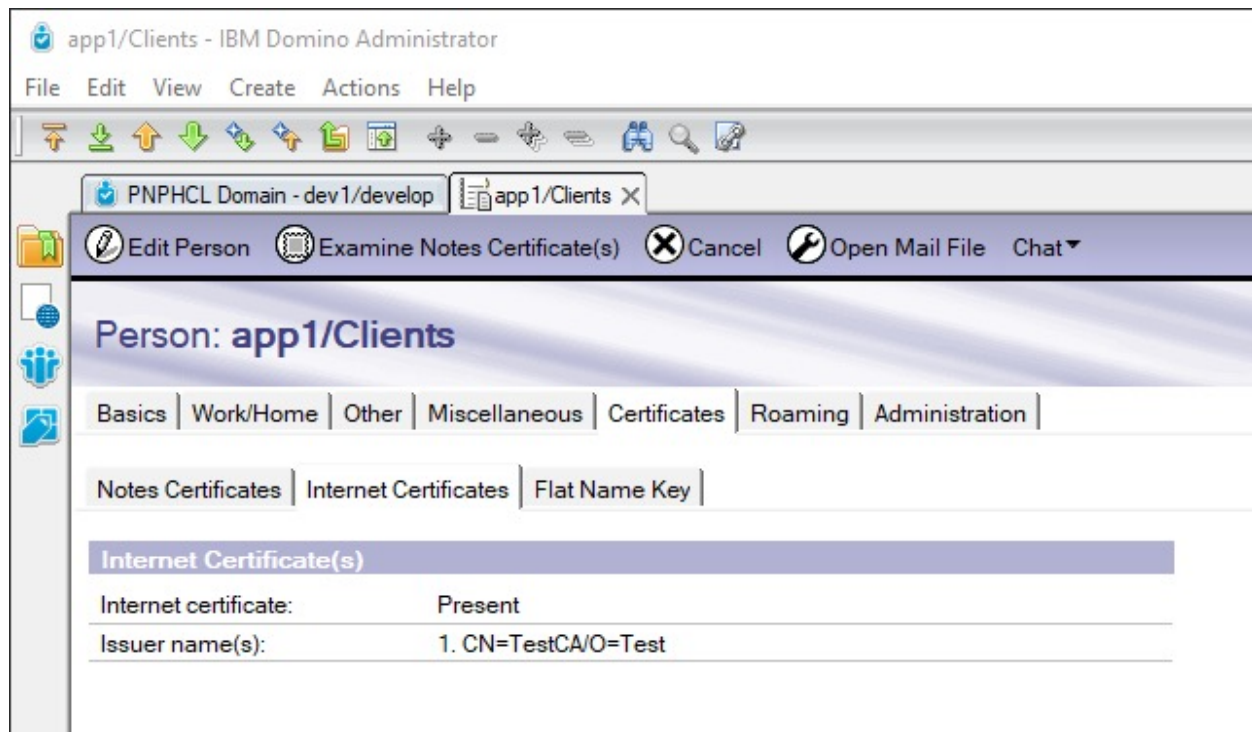 app1/Clients - IBM Domino Administrator
File Edit View Create Actions Help
PNPHCL Domain - dev1/develop app1/Clients
Edit Person Examine Notes Certificate(s) Cancel Open Mail File Chat
Person: app1/Clients
Basics Work/Home Other Miscellaneous Certificates Roaming Administration
Notes Certificates Internet Certificates Flat Name Key
Internet Certificate(s)
Internet certificate: Present
Issuer name(s): 1. CN=TestCA/O=Test